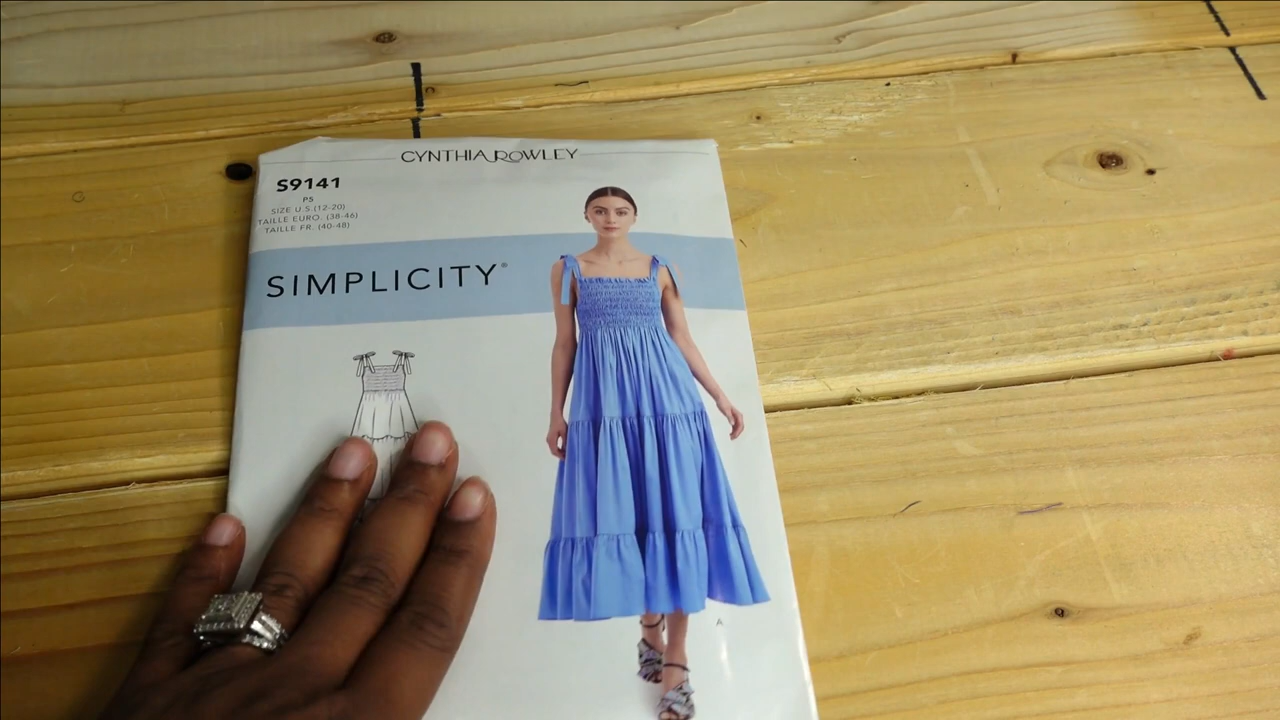 CYNTHIA ROWLEY
S9141
P5
SIZE U.S.(12-20)
TAILLE EURO. (38-46)
TAILLE FR. (40-48)
SIMPLICITY®
A